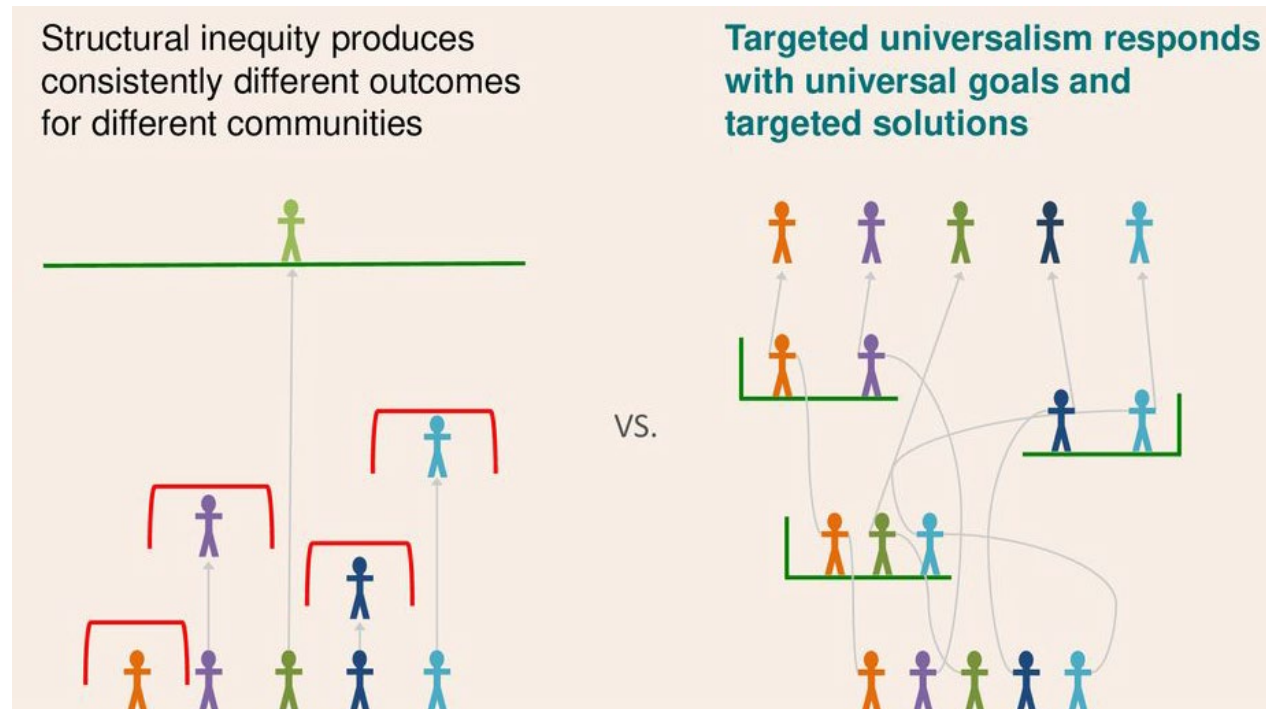 Structural inequity produces
consistently different outcomes
for different communities
Targeted universalism responds
with universal goals and
targeted solutions
VS.